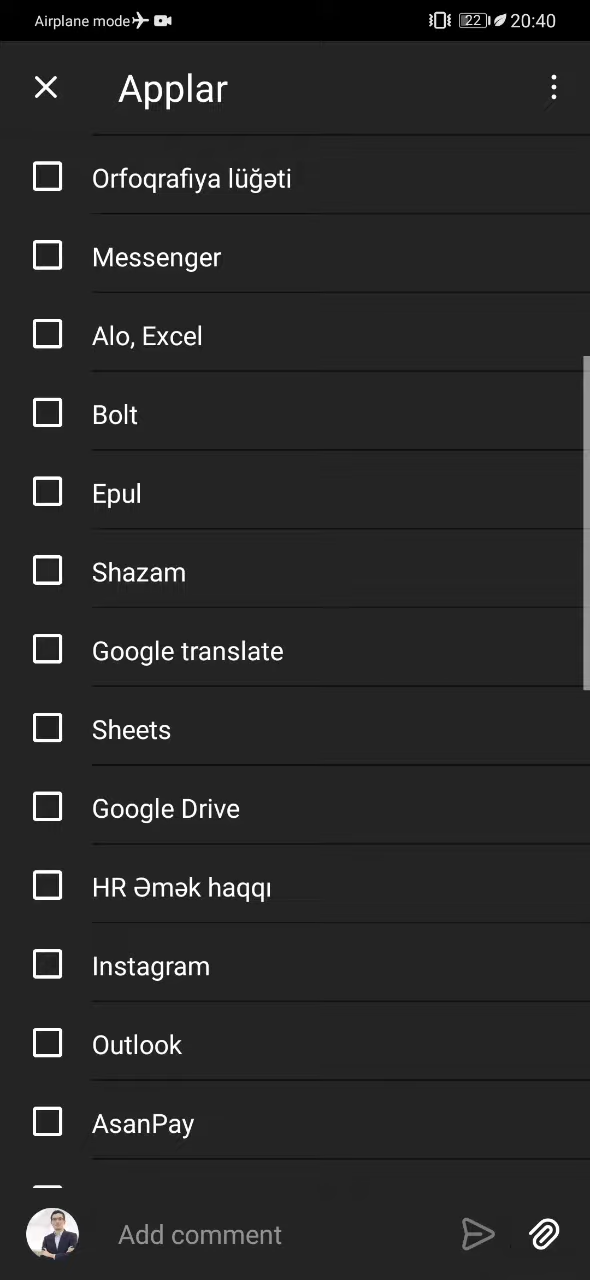 Airplane mode 22 20:40
Applar
Orfoqrafiya lüğəti
Messenger
Alo, Excel
Bolt
Epul
Shazam
Google translate
Sheets
Google Drive
HR Əmək haqqı
Instagram
Outlook
AsanPay
Add comment